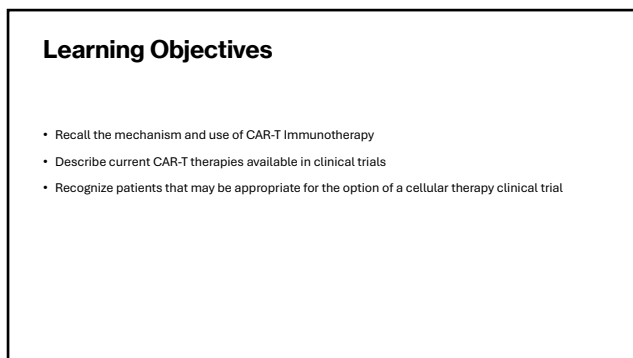 Learning Objectives
• Recall the mechanism and use of CAR-T Immunotherapy
• Describe current CAR-T therapies available in clinical trials
• Recognize patients that may be appropriate for the option of a cellular therapy clinical trial